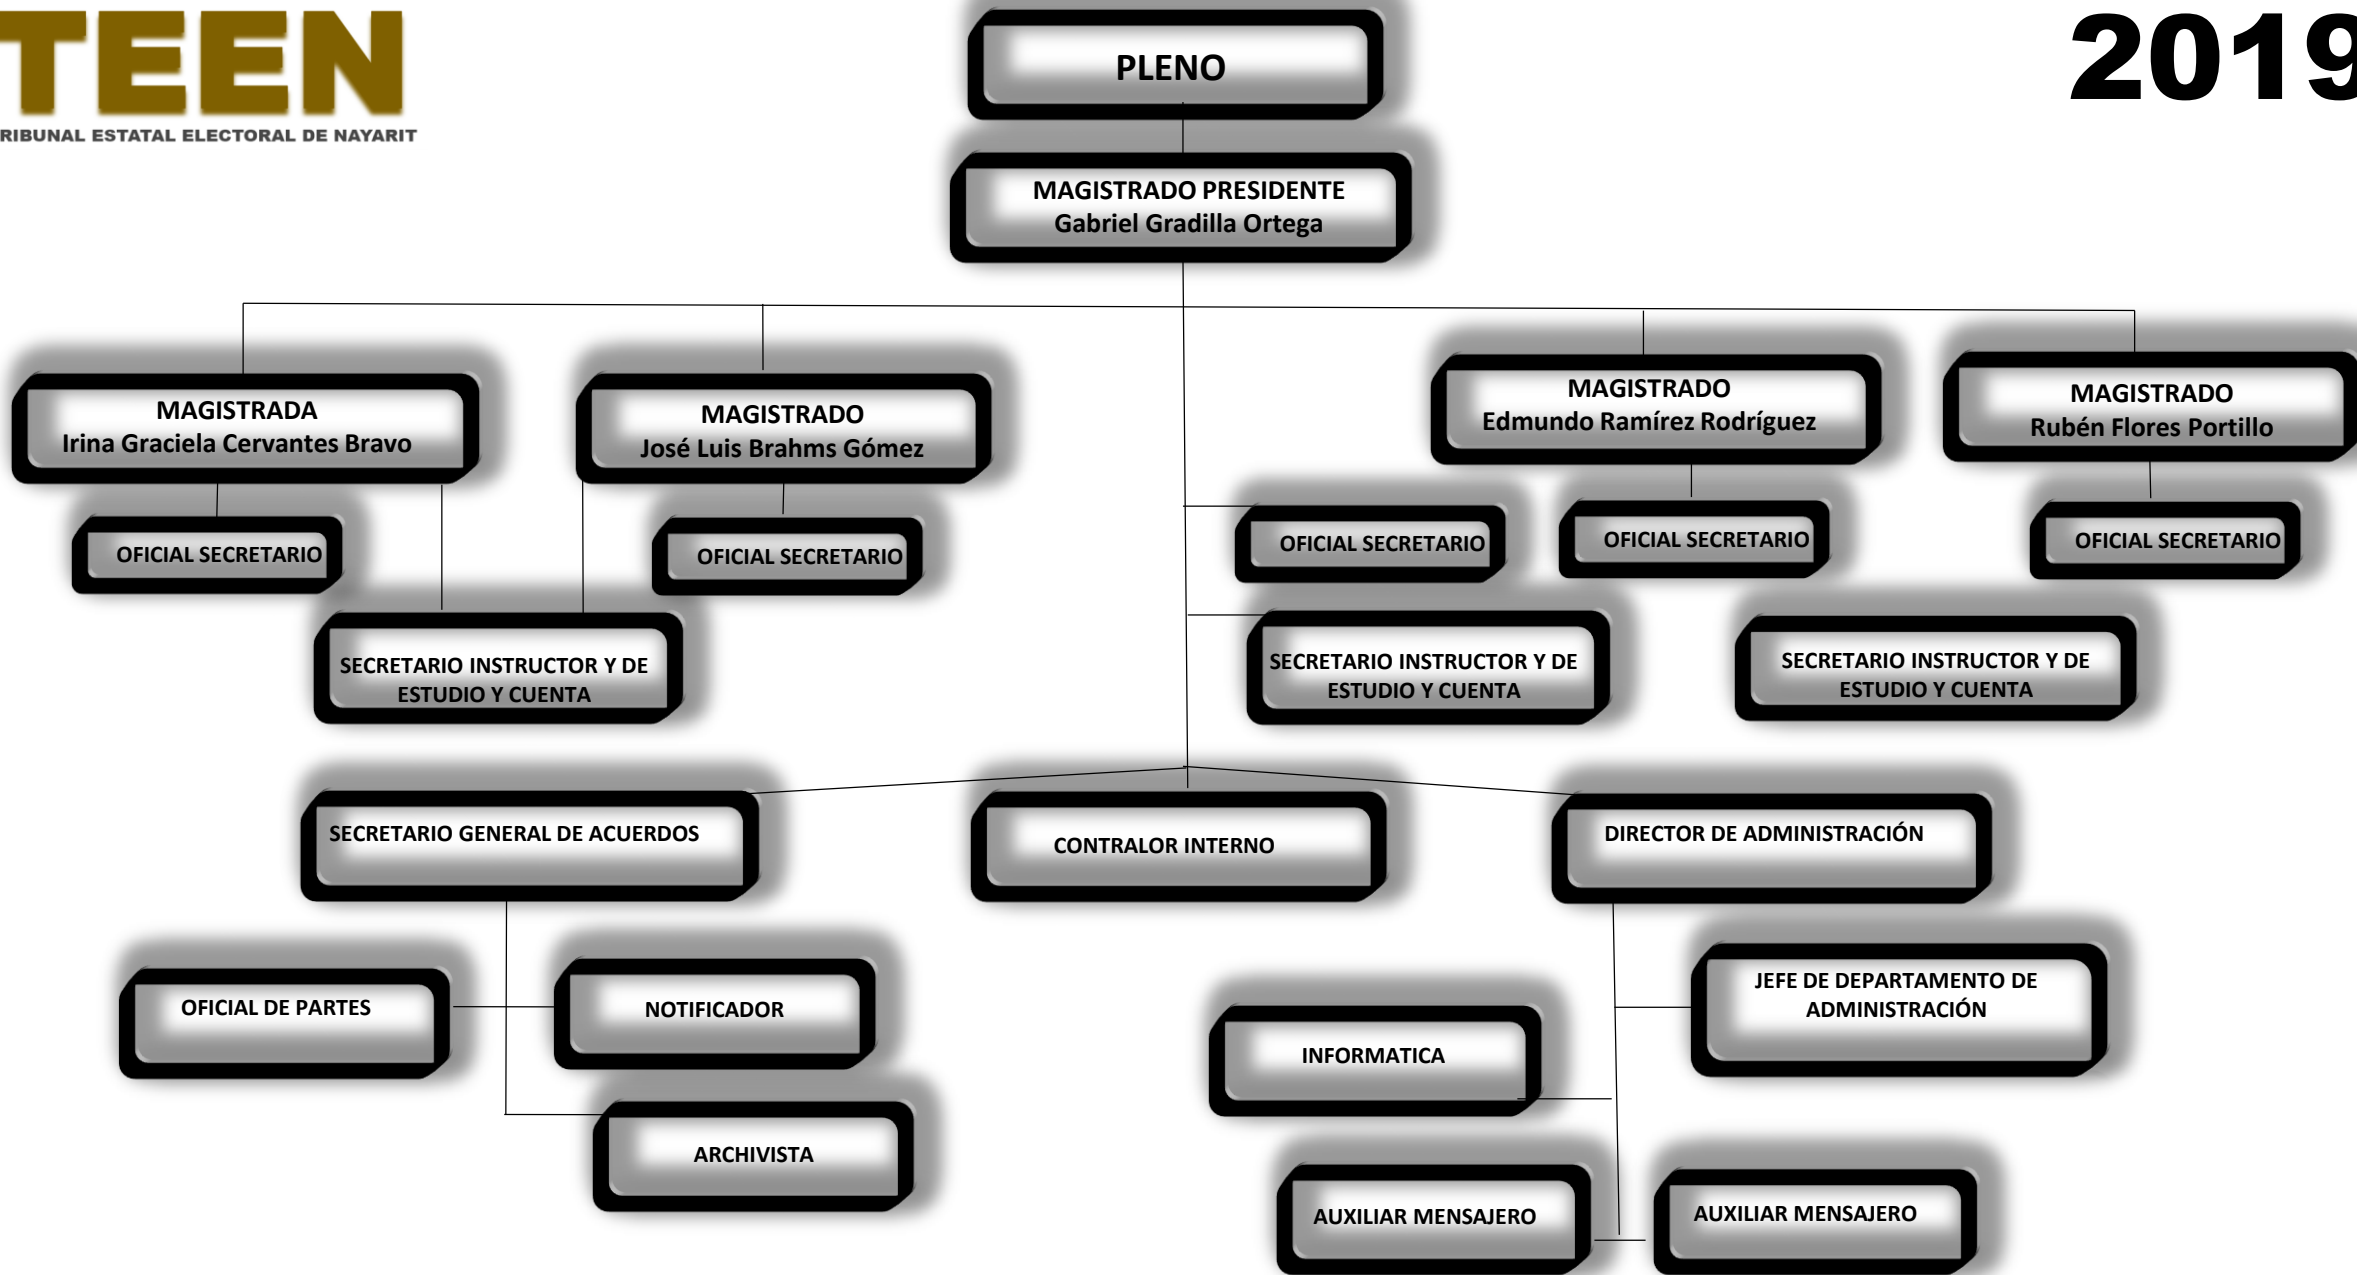 TEEN
RIBUNAL ESTATAL ELECTORAL DE NAYARIT
2019
PLENO
MAGISTRADO PRESIDENTE
Gabriel Gradilla Ortega
MAGISTRADA
Irina Graciela Cervantes Bravo
MAGISTRADO
José Luis Brahms Gómez
MAGISTRADO
Edmundo Ramírez Rodríguez
MAGISTRADO
Rubén Flores Portillo
OFICIAL SECRETARIO
OFICIAL SECRETARIO
OFICIAL SECRETARIO
OFICIAL SECRETARIO
OFICIAL SECRETARIO
SECRETARIO INSTRUCTOR Y DE
ESTUDIO Y CUENTA
SECRETARIO INSTRUCTOR Y DE
ESTUDIO Y CUENTA
SECRETARIO INSTRUCTOR Y DE
ESTUDIO Y CUENTA
SECRETARIO GENERAL DE ACUERDOS
CONTRALOR INTERNO
DIRECTOR DE ADMINISTRACIÓN
OFICIAL DE PARTES
NOTIFICADOR
ARCHIVISTA
JEFE DE DEPARTAMENTO DE
ADMINISTRACIÓN
INFORMATICA
AUXILIAR MENSAJERO
AUXILIAR MENSAJERO